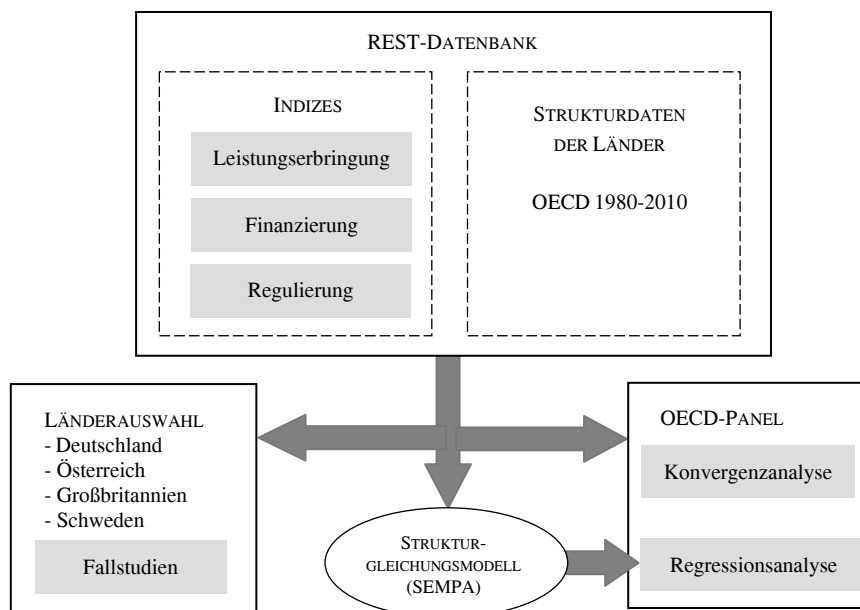 REST-DATENBANK
INDIZES
Leistungserbringung
Finanzierung
Regulierung
STRUKTURDATEN
DER LÄNDER
OECD 1980-2010
LÄNDERAUSWAHL
- Deutschland
- Österreich
- Großbritannien
- Schweden
Fallstudien
STRUKTUR-
GLEICHUNGSMODELL
(SEMPA)
OECD-PANEL
Konvergenzanalyse
Regressionsanalyse